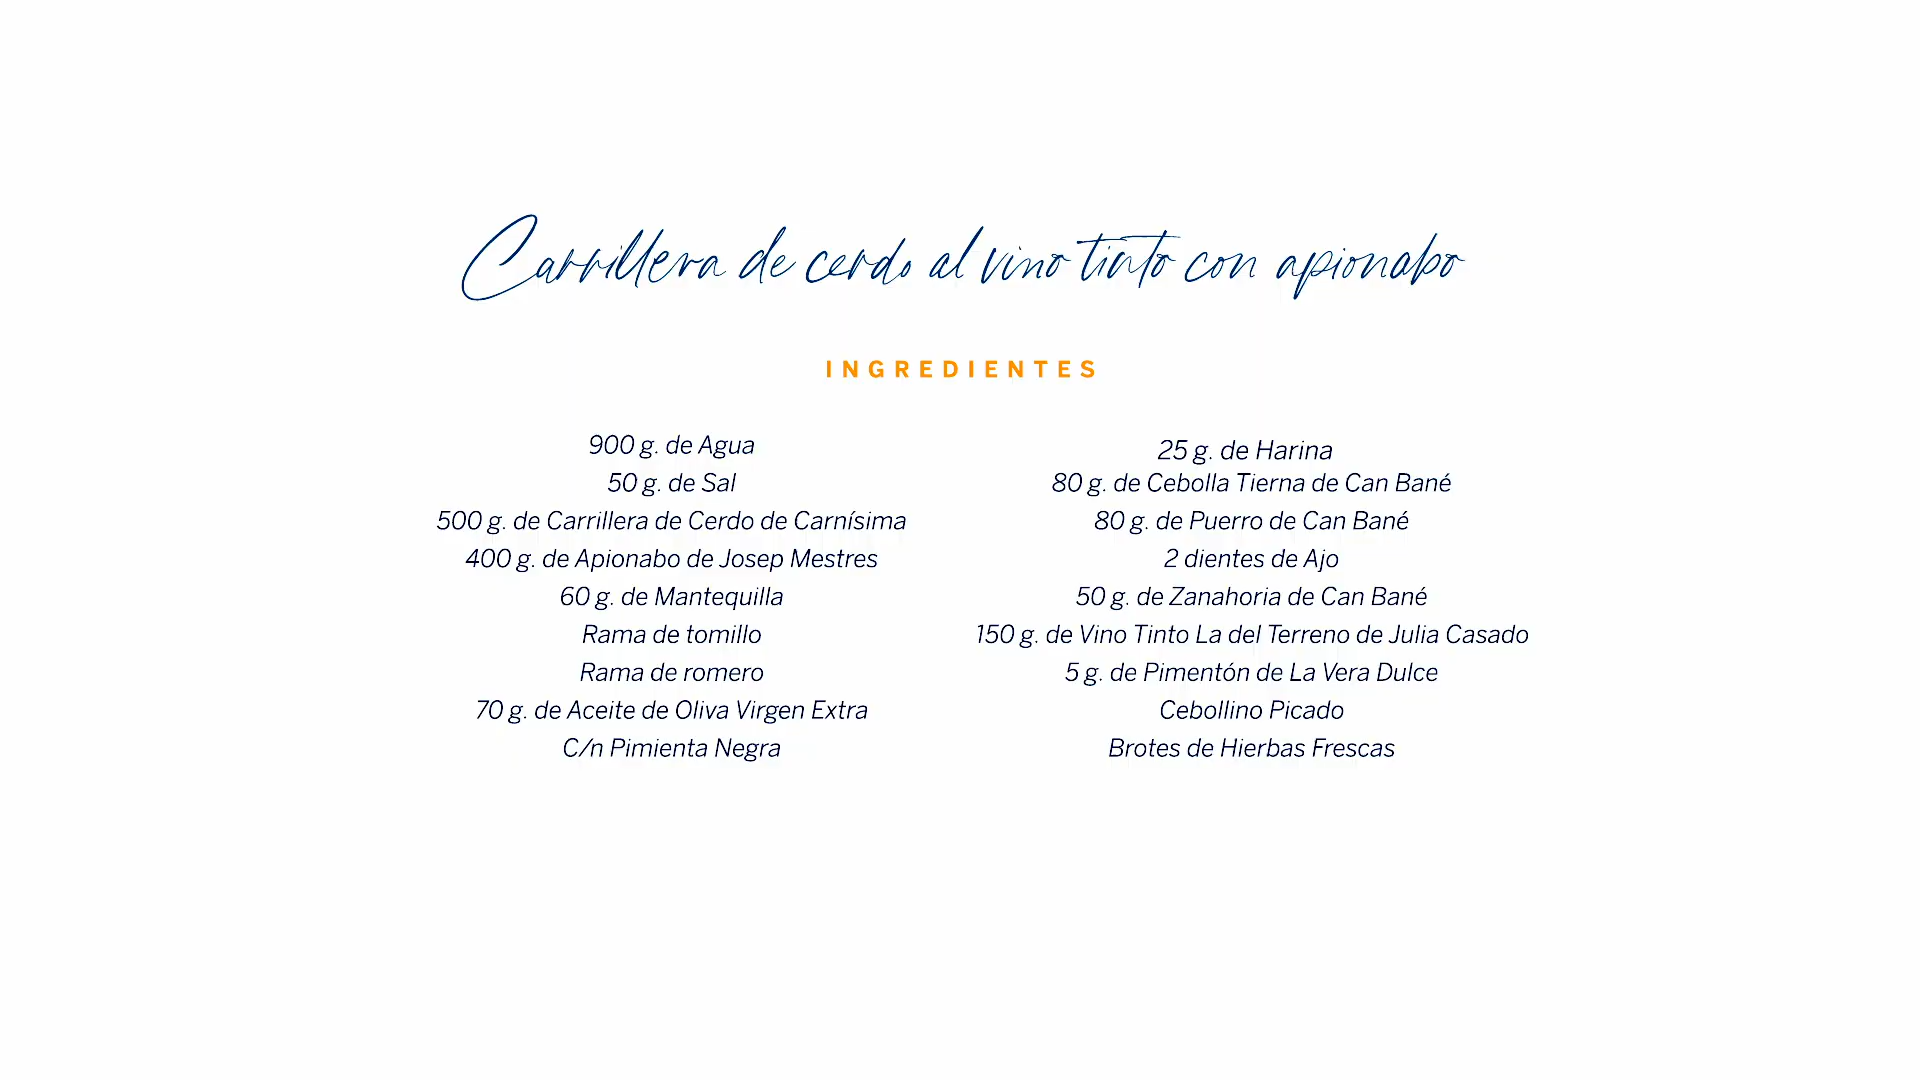 Carrillera de cerdo al vino tinto con apionabo
INGREDIENTES
900 g. de Agua
50 g. de Sal
500 g. de Carrillera de Cerdo de Carnísima
400 g. de Apionabo de Josep Mestres
60 g. de Mantequilla
Rama de tomillo
Rama de romero
70 g. de Aceite de Oliva Virgen Extra
C/n Pimienta Negra
25 g. de Harina
80 g. de Cebolla Tierna de Can Bané
80 g. de Puerro de Can Bané
2 dientes de Ajo
50 g. de Zanahoria de Can Bané
150 g. de Vino Tinto La del Terreno de Julia Casado
5 g. de Pimentón de La Vera Dulce
Cebollino Picado
Brotes de Hierbas Frescas